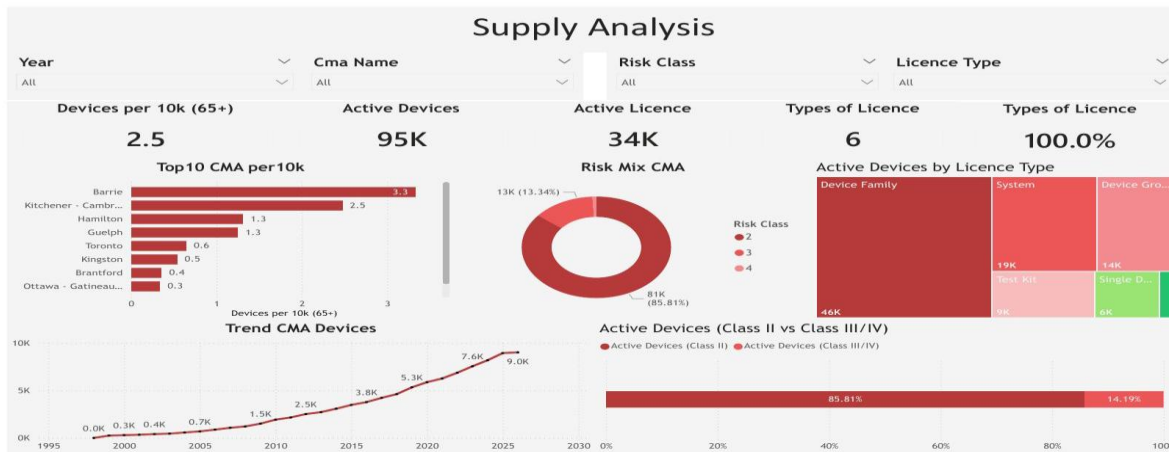 Supply Analysis
Year
All
Cma Name
All
Risk Class
All
Licence Type
All
Devices per 10k (65+)
2.5
Active Devices
95K
Active Licence
34K
Types of Licence
6
Types of Licence
100.0%
Top10 CMA per10k
Barrie
3.3
Kitchener - Cambr...
2.5
Hamilton
1.3
Guelph
1.3
Toronto
0.6
Kingston
0.5
Brantford
0.4
Ottawa - Gatineau...
0.3
0 1 2 3
Devices per 10k (65+)
Risk Mix CMA
13K (13.34%)
81K
(85.81%)
Risk Class
2
3
4
Active Devices by Licence Type
Device Family
46K
System
19K
Device Gro...
14K
Test Kit
9K
Single D...
6K
Trend CMA Devices
10K
5K
0K
0.0K 0.3K 0.4K 0.7K 1.5K 2.5K 3.8K 5.3K 7.6K 9.0K
1995 2000 2005 2010 2015 2020 2025 2030
Active Devices (Class II vs Class III/IV)
Active Devices (Class II) Active Devices (Class III/IV)
85.81% 14.19%
0% 20% 40% 60% 80% 100